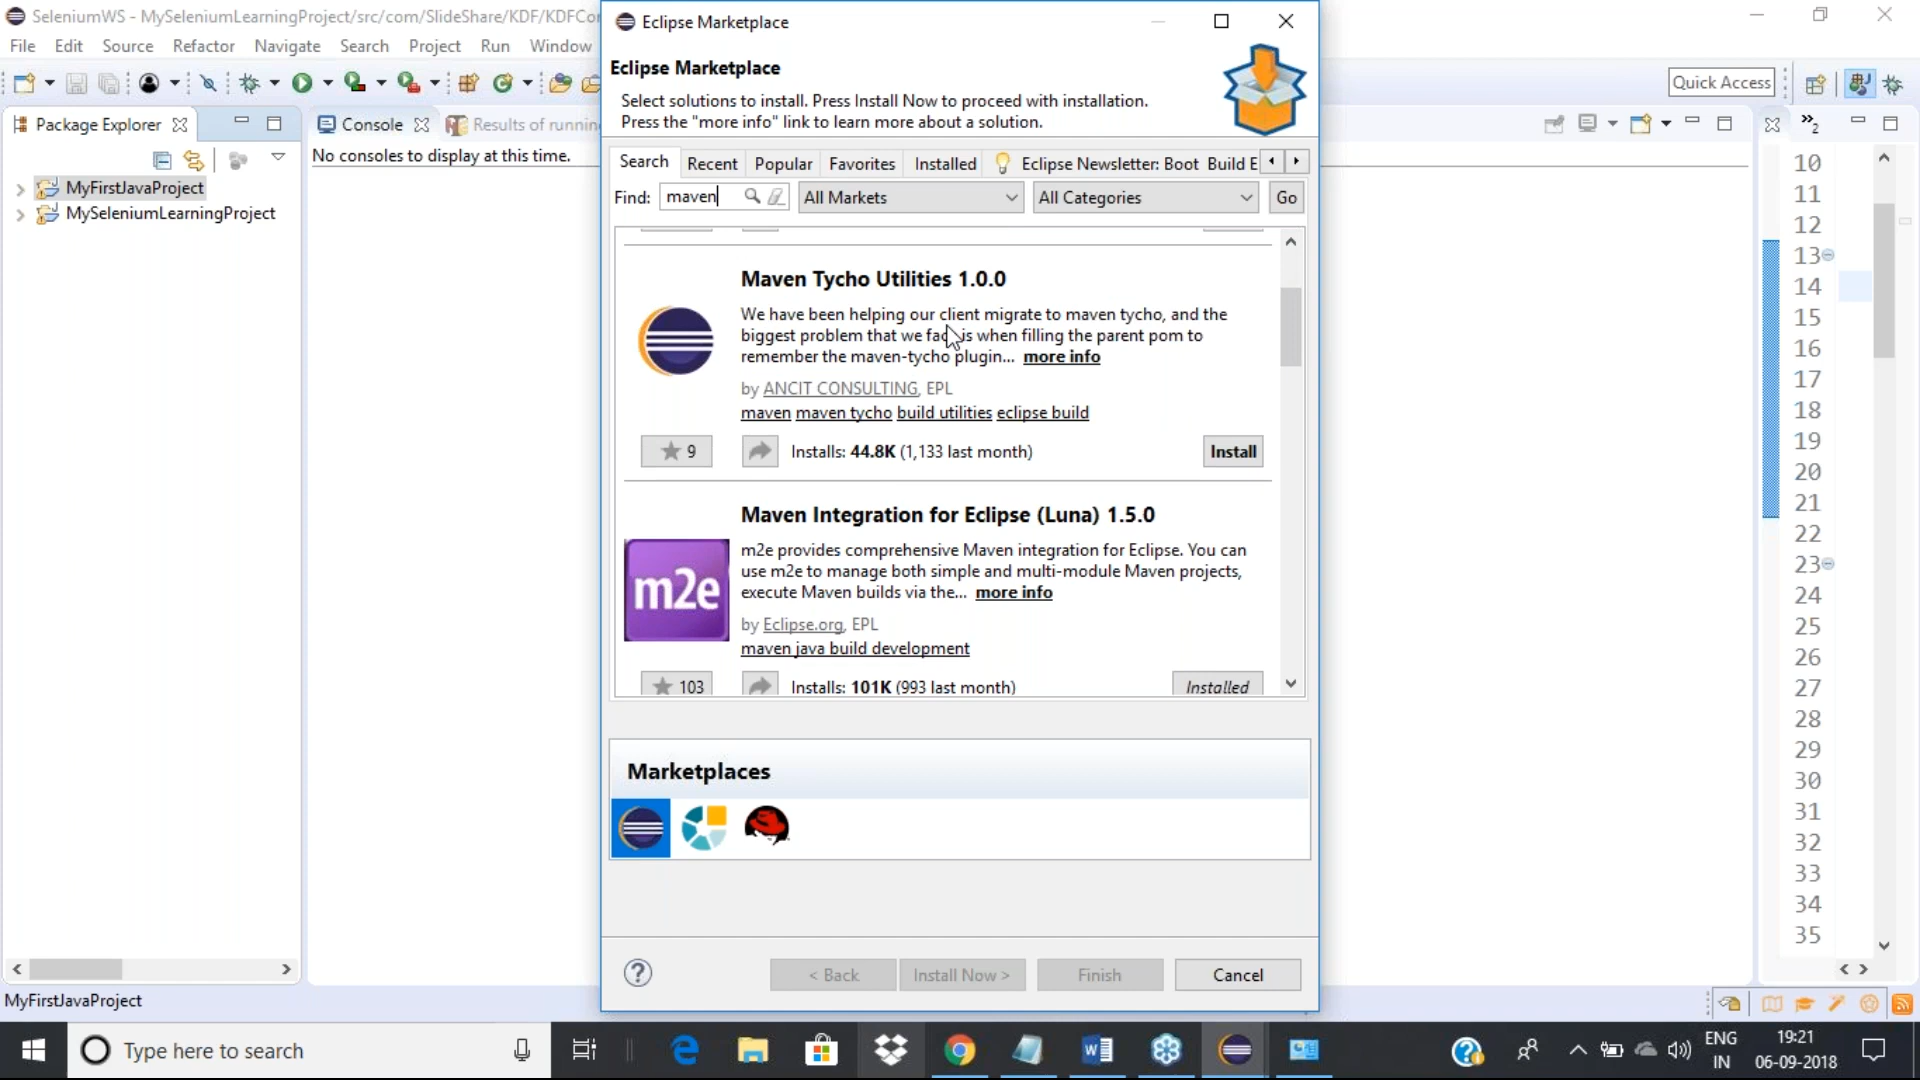 SeleniumWS - MySeleniumLearningProject/src/com/SlideShare/KDF/KDFCor
File Edit Source Refactor Navigate Search Project Run Window
Quick Access
Package Explorer
MyFirstJavaProject
MySeleniumLearningProject
Console
Results of runnin
No consoles to display at this time.
Eclipse Marketplace
Eclipse Marketplace
Select solutions to install. Press Install Now to proceed with installation.
Press the "more info" link to learn more about a solution.
Search Recent Popular Favorites Installed Eclipse Newsletter: Boot Build E
Find: maven All Markets All Categories Go
Maven Tycho Utilities 1.0.0
We have been helping our client migrate to maven tycho, and the
biggest problem that we is when filling the parent pom to
remember the maven-tycho plugin... more info
by ANCIT CONSULTING, EPL
maven maven tycho build utilities eclipse build
9 Installs: 44.8K (1,133 last month) Install
Maven Integration for Eclipse (Luna) 1.5.0
m2e
m2e provides comprehensive Maven integration for Eclipse. You can
use m2e to manage both simple and multi-module Maven projects,
execute Maven builds via the... more info
by Eclipse.org, EPL
maven java build development
103 Installs: 101K (993 last month) Installed
Marketplaces
? < Back Install Now > Finish Cancel
2
10
11
12
13
14
15
16
17
18
19
20
21
22
23
24
25
26
27
28
29
30
31
32
33
34
35
MyFirstJavaProject
Type here to search
ENG
IN
19:21
06-09-2018